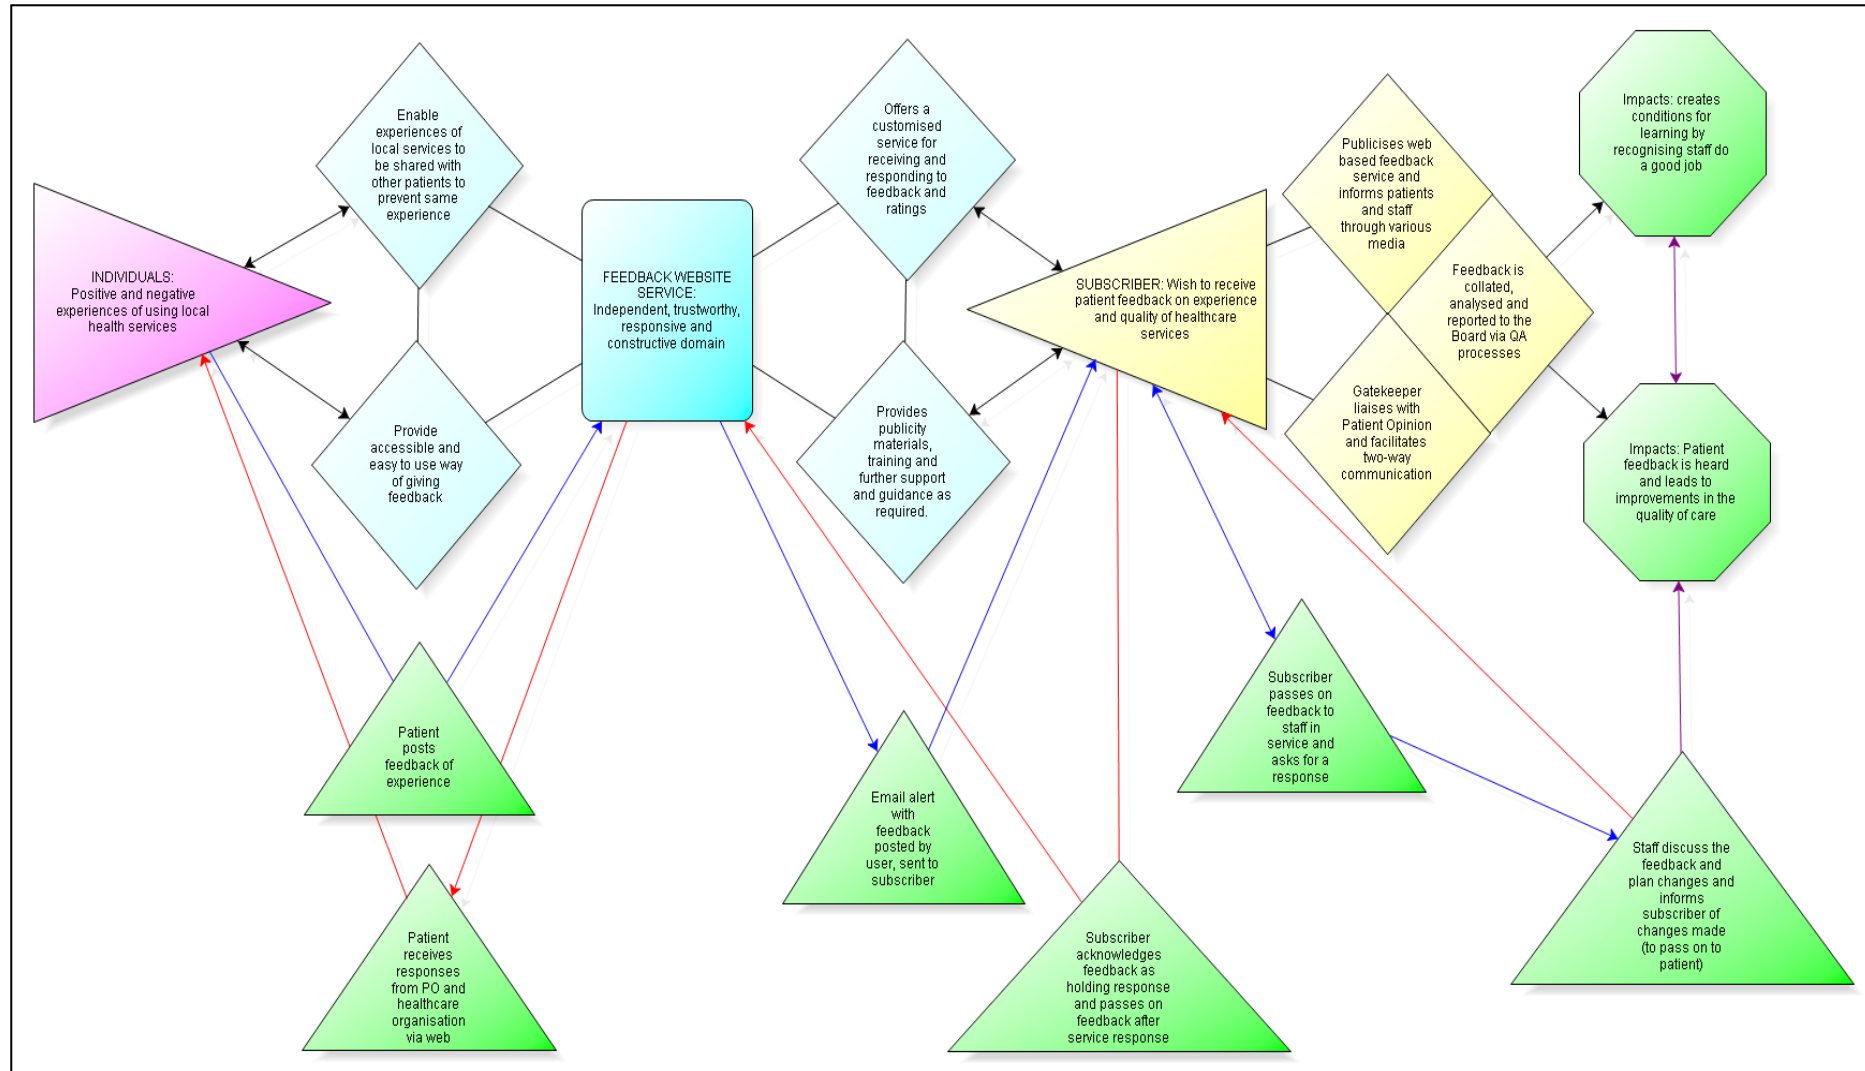 INDIVIDUALS:
Positive and negative
experiences of using local
health services
Enable
experiences of
local services to
be shared with
other patients to
prevent same
experience
Provide
accessible and
easy to use way
of giving
feedback
FEEDBACK WEBSITE
SERVICE:
Independent, trustworthy,
responsive and
constructive domain
Offers a
customised
service for
receiving and
responding to
feedback and
ratings
Provides
publicity
materials,
training and
further support
and guidance as
required.
SUBSCRIBER: Wish to receive
patient feedback on experience
and quality of healthcare
services
Publicises web
based feedback
service and
informs patients
and staff
through various
media
Feedback is
collated,
analysed and
reported to the
Board via QA
processes
Gatekeeper
liaises with
Patient Opinion
and facilitates
two-way
communication
Impacts: creates
conditions for
learning by
recognising staff do
a good job
Impacts: Patient
feedback is heard
and leads to
improvements in the
quality of care
Patient
posts
feedback of
experience
Patient
receives
responses
from PO and
healthcare
organisation
via web
Email alert
with
feedback
posted by
user, sent to
subscriber
Subscriber
acknowledges
feedback as
holding response
and passes on
feedback after
service response
Subscriber
passes on
feedback to
staff in
service and
asks for a
response
Staff discuss the
feedback and
plan changes and
informs
subscriber of
changes made
(to pass on to
patient)